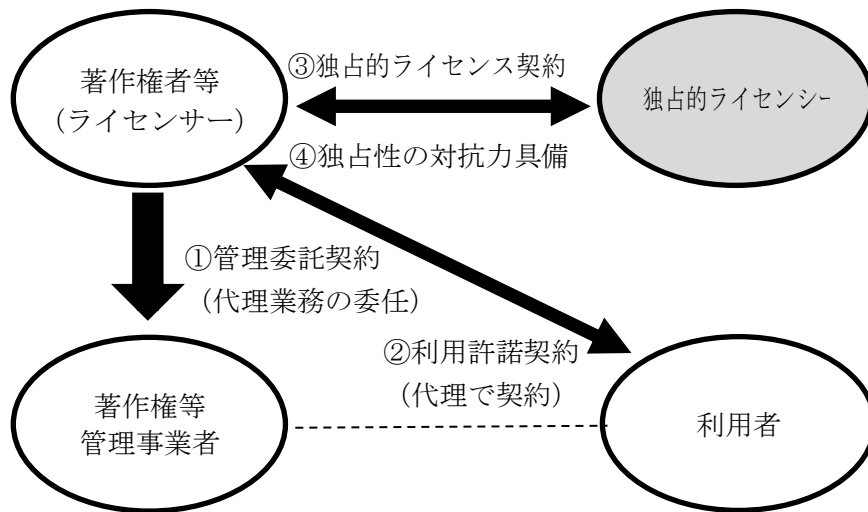 著作権者等
（ライセンサー）
③独占的ライセンス契約
④独占性の対抗力具備
独占的ライセンシー
①管理委託契約
（代理業務の委任）
②利用許諾契約
（代理で契約）
著作権等
管理事業者
利用者